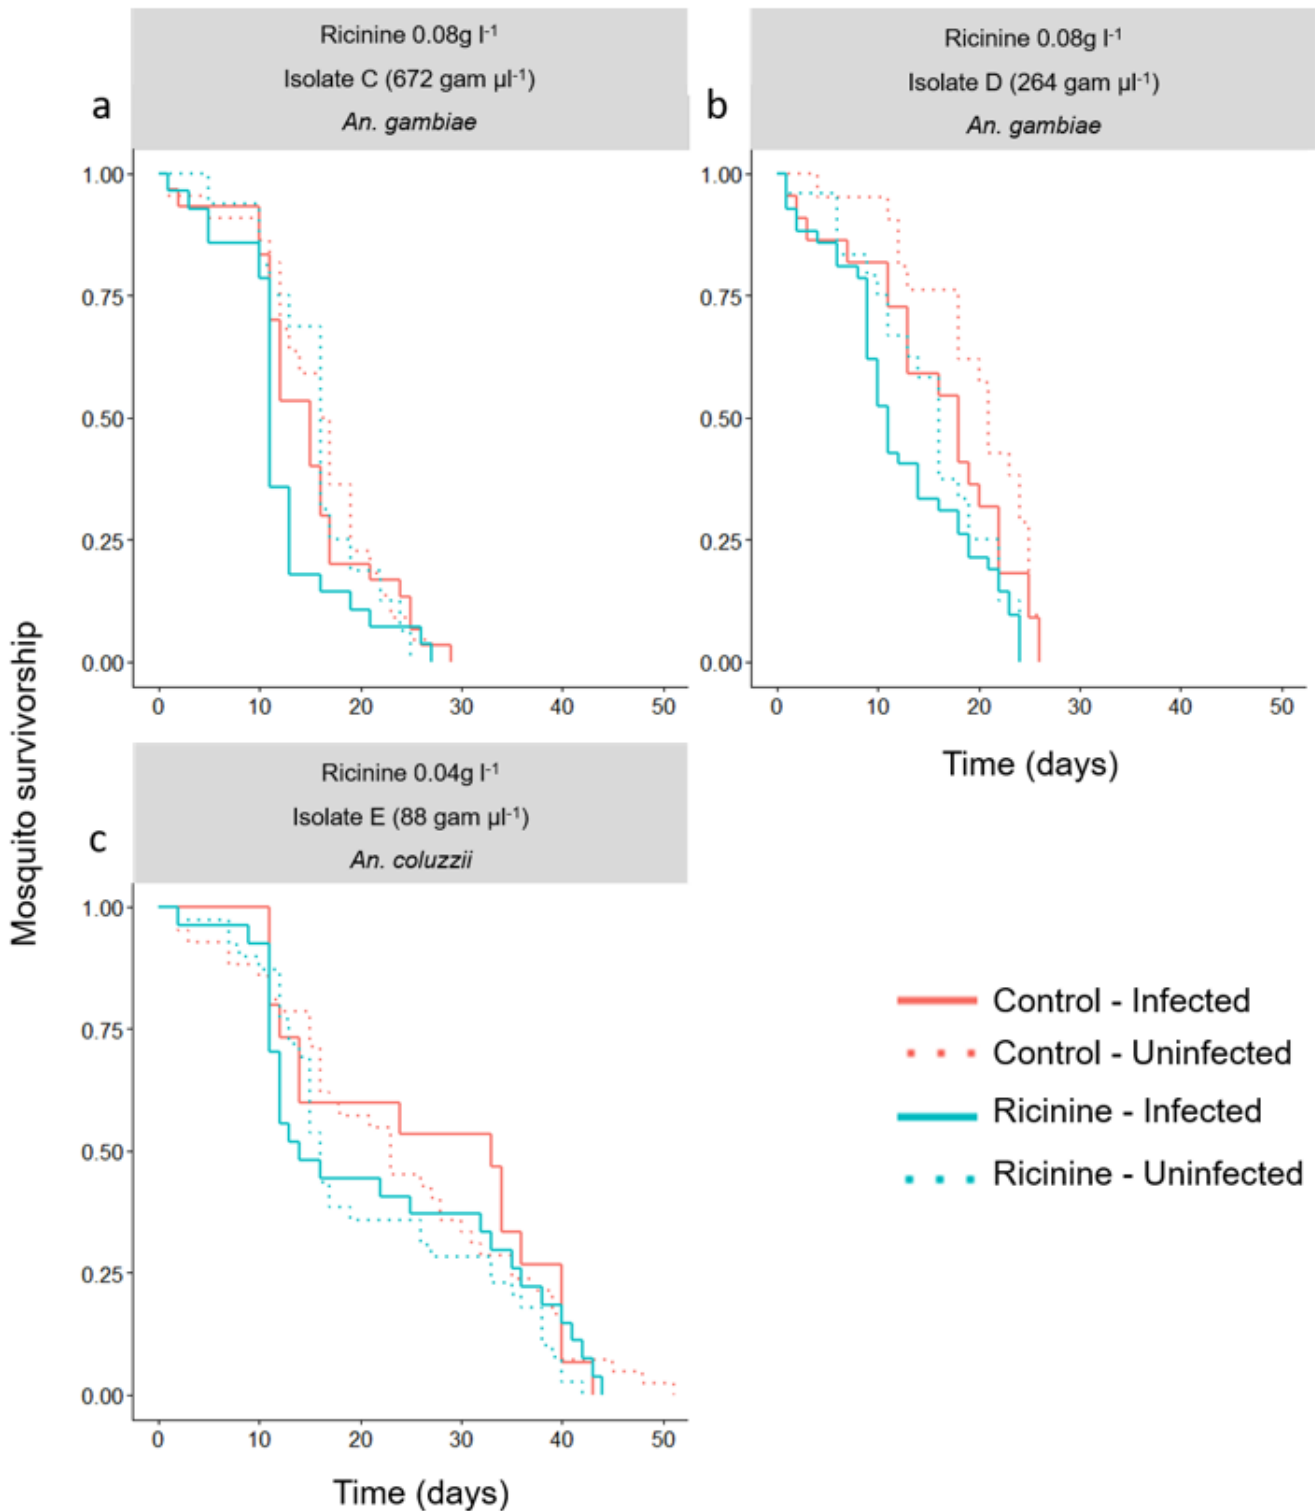 Ricinine 0.08g l⁻¹
Isolate C (672 gam µl⁻¹)
An. gambiae
a
1.00
0.75
0.50
0.25
0.00
0 10 20 30 40 50
Ricinine 0.08g l⁻¹
Isolate D (264 gam µl⁻¹)
An. gambiae
b
1.00
0.75
0.50
0.25
0.00
0 10 20 30 40 50
Time (days)
Mosquito survivorship
Ricinine 0.04g l⁻¹
Isolate E (88 gam µl⁻¹)
An. coluzzii
c
1.00
0.75
0.50
0.25
0.00
0 10 20 30 40 50
Time (days)
Control - Infected
Control - Uninfected
Ricinine - Infected
Ricinine - Uninfected